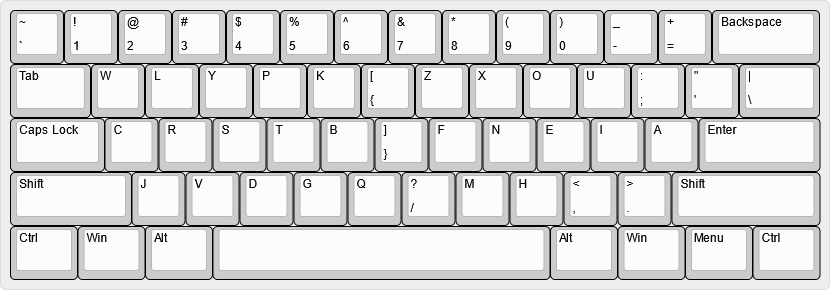 ~ ! @ # $ % ^ & * ( ) _ + Backspace
` 1 2 3 4 5 6 7 8 9 0 - =
Tab W L Y P K [ Z X O U : " |
{ ; ' \
Caps Lock C R S T B ] F N E I A Enter
}
Shift J V D G Q ? M H < > Shift
/ , .
Ctrl Win Alt Alt Win Menu Ctrl